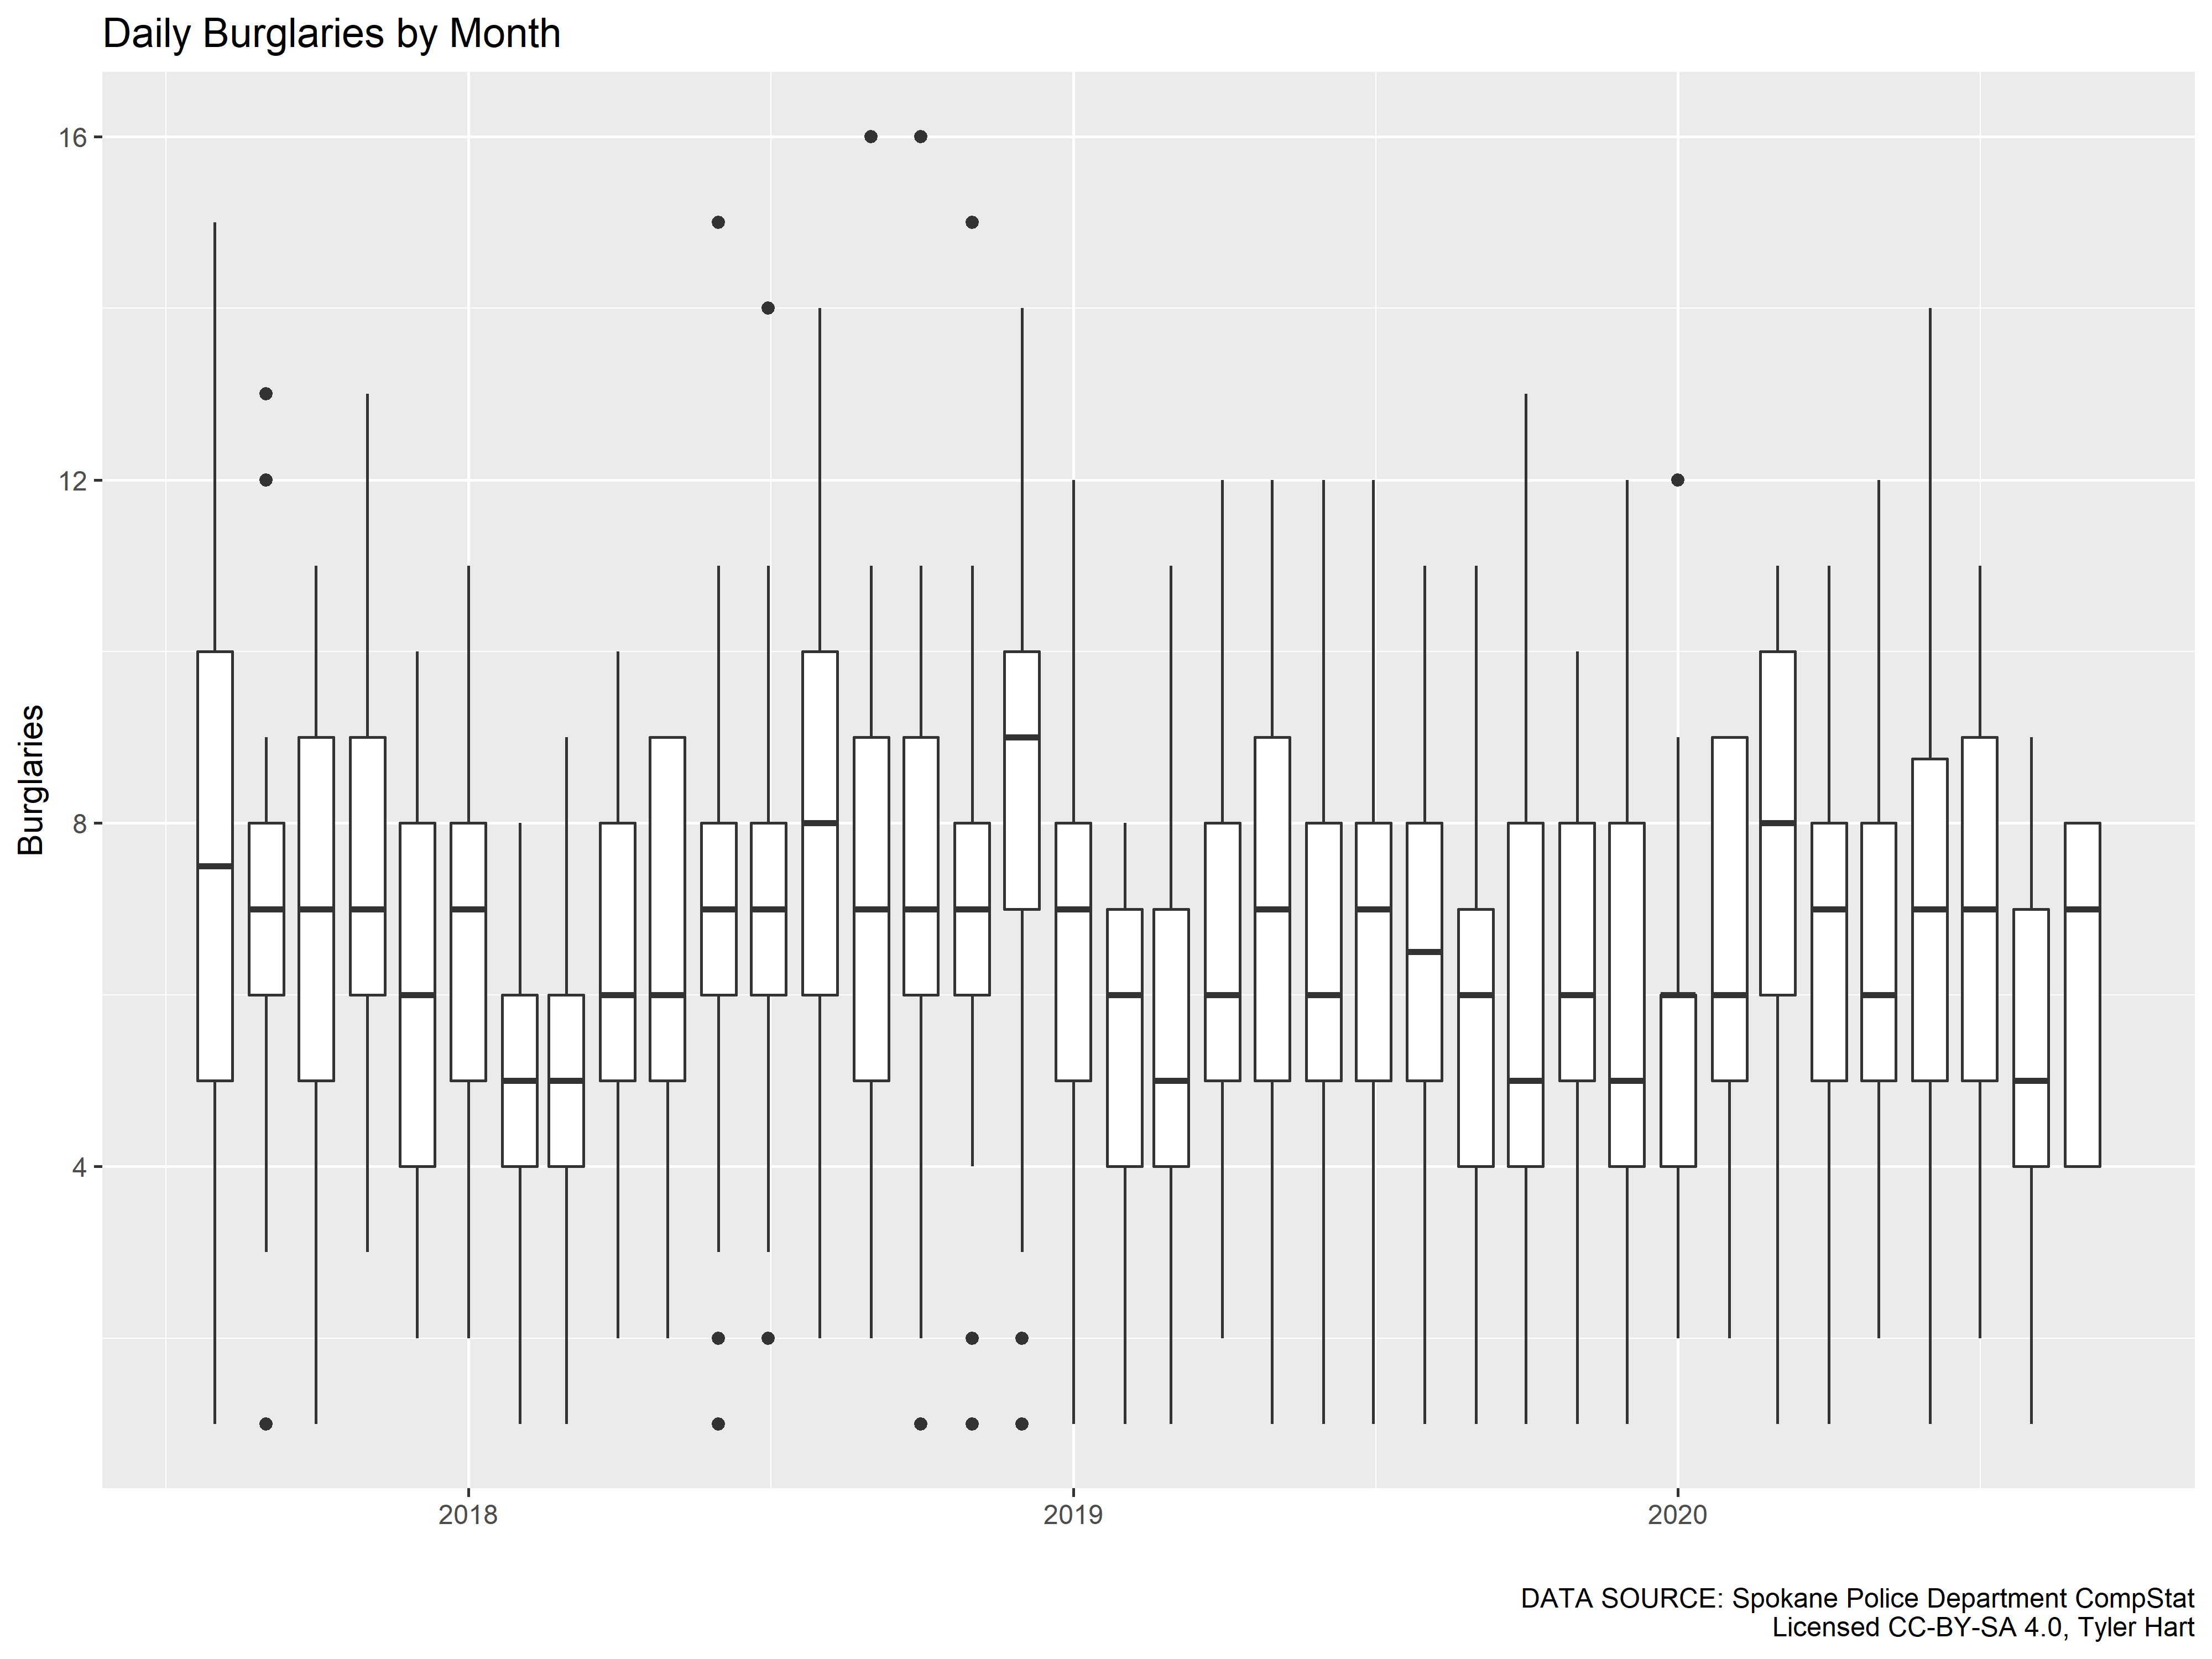 Daily Burglaries by Month
16
12
8
4
Burglaries
2018
2019
2020
DATA SOURCE: Spokane Police Department CompStat
Licensed CC-BY-SA 4.0, Tyler Hart